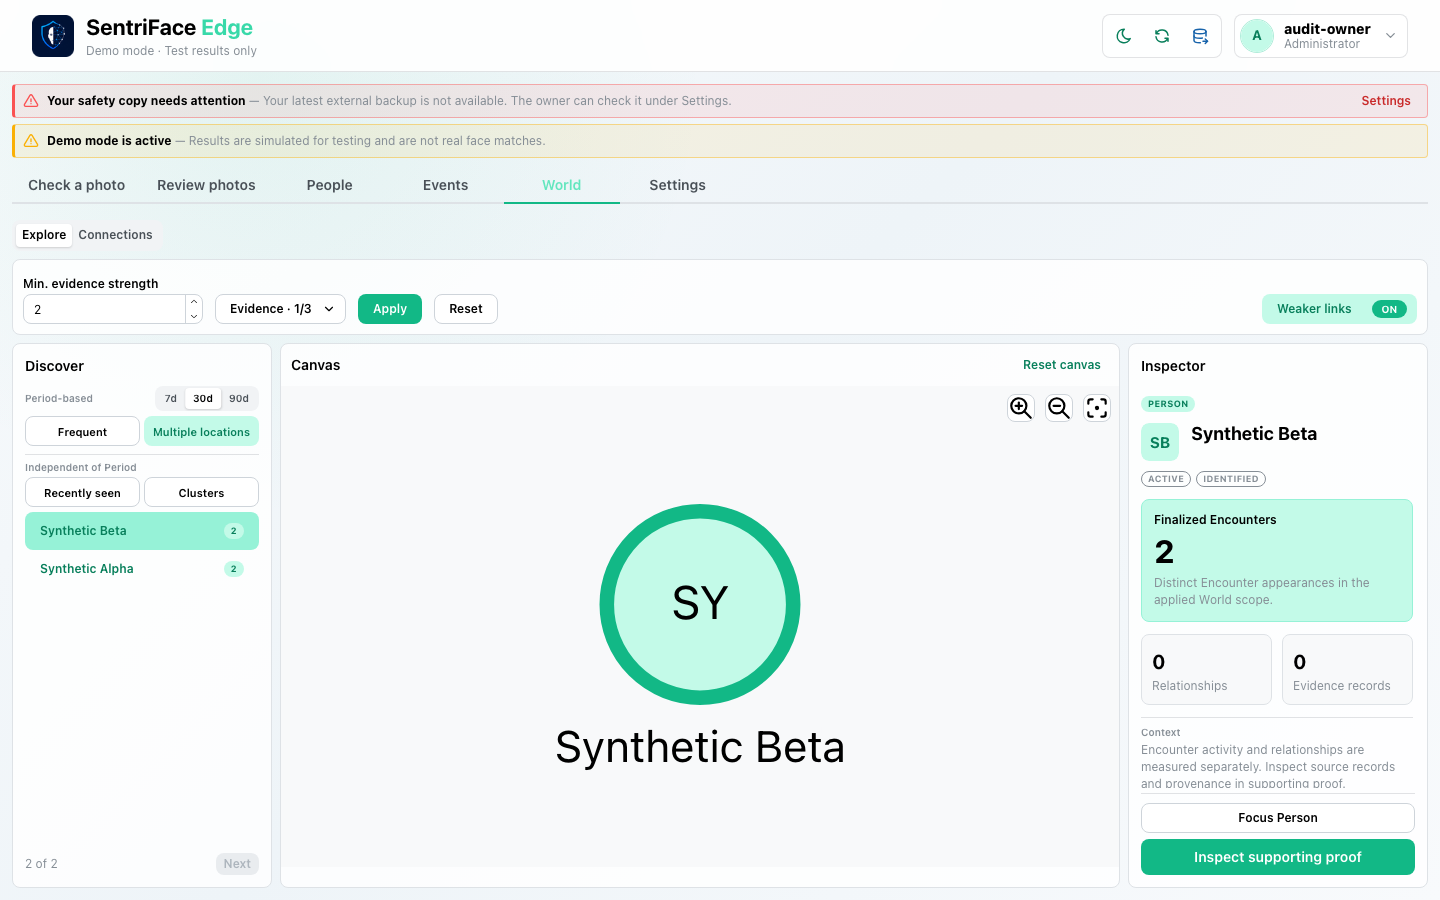 SentriFace Edge
Demo mode · Test results only
A
audit-owner
Administrator
Your safety copy needs attention — Your latest external backup is not available. The owner can check it under Settings.
Settings
Demo mode is active — Results are simulated for testing and are not real face matches.
Check a photo
Review photos
People
Events
World
Settings
Explore
Connections
Min. evidence strength
2
Evidence · 1/3
Apply
Reset
Weaker links
ON
Discover
Period-based
7d
30d
90d
Frequent
Multiple locations
Independent of Period
Recently seen
Clusters
Synthetic Beta
2
Synthetic Alpha
2
2 of 2
Next
Canvas
Reset canvas
SY
Synthetic Beta
Inspector
PERSON
SB
Synthetic Beta
ACTIVE
IDENTIFIED
Finalized Encounters
2
Distinct Encounter appearances in the
applied World scope.
0
Relationships
0
Evidence records
Context
Encounter activity and relationships are
measured separately. Inspect source records
and provenance in supporting proof.
Focus Person
Inspect supporting proof